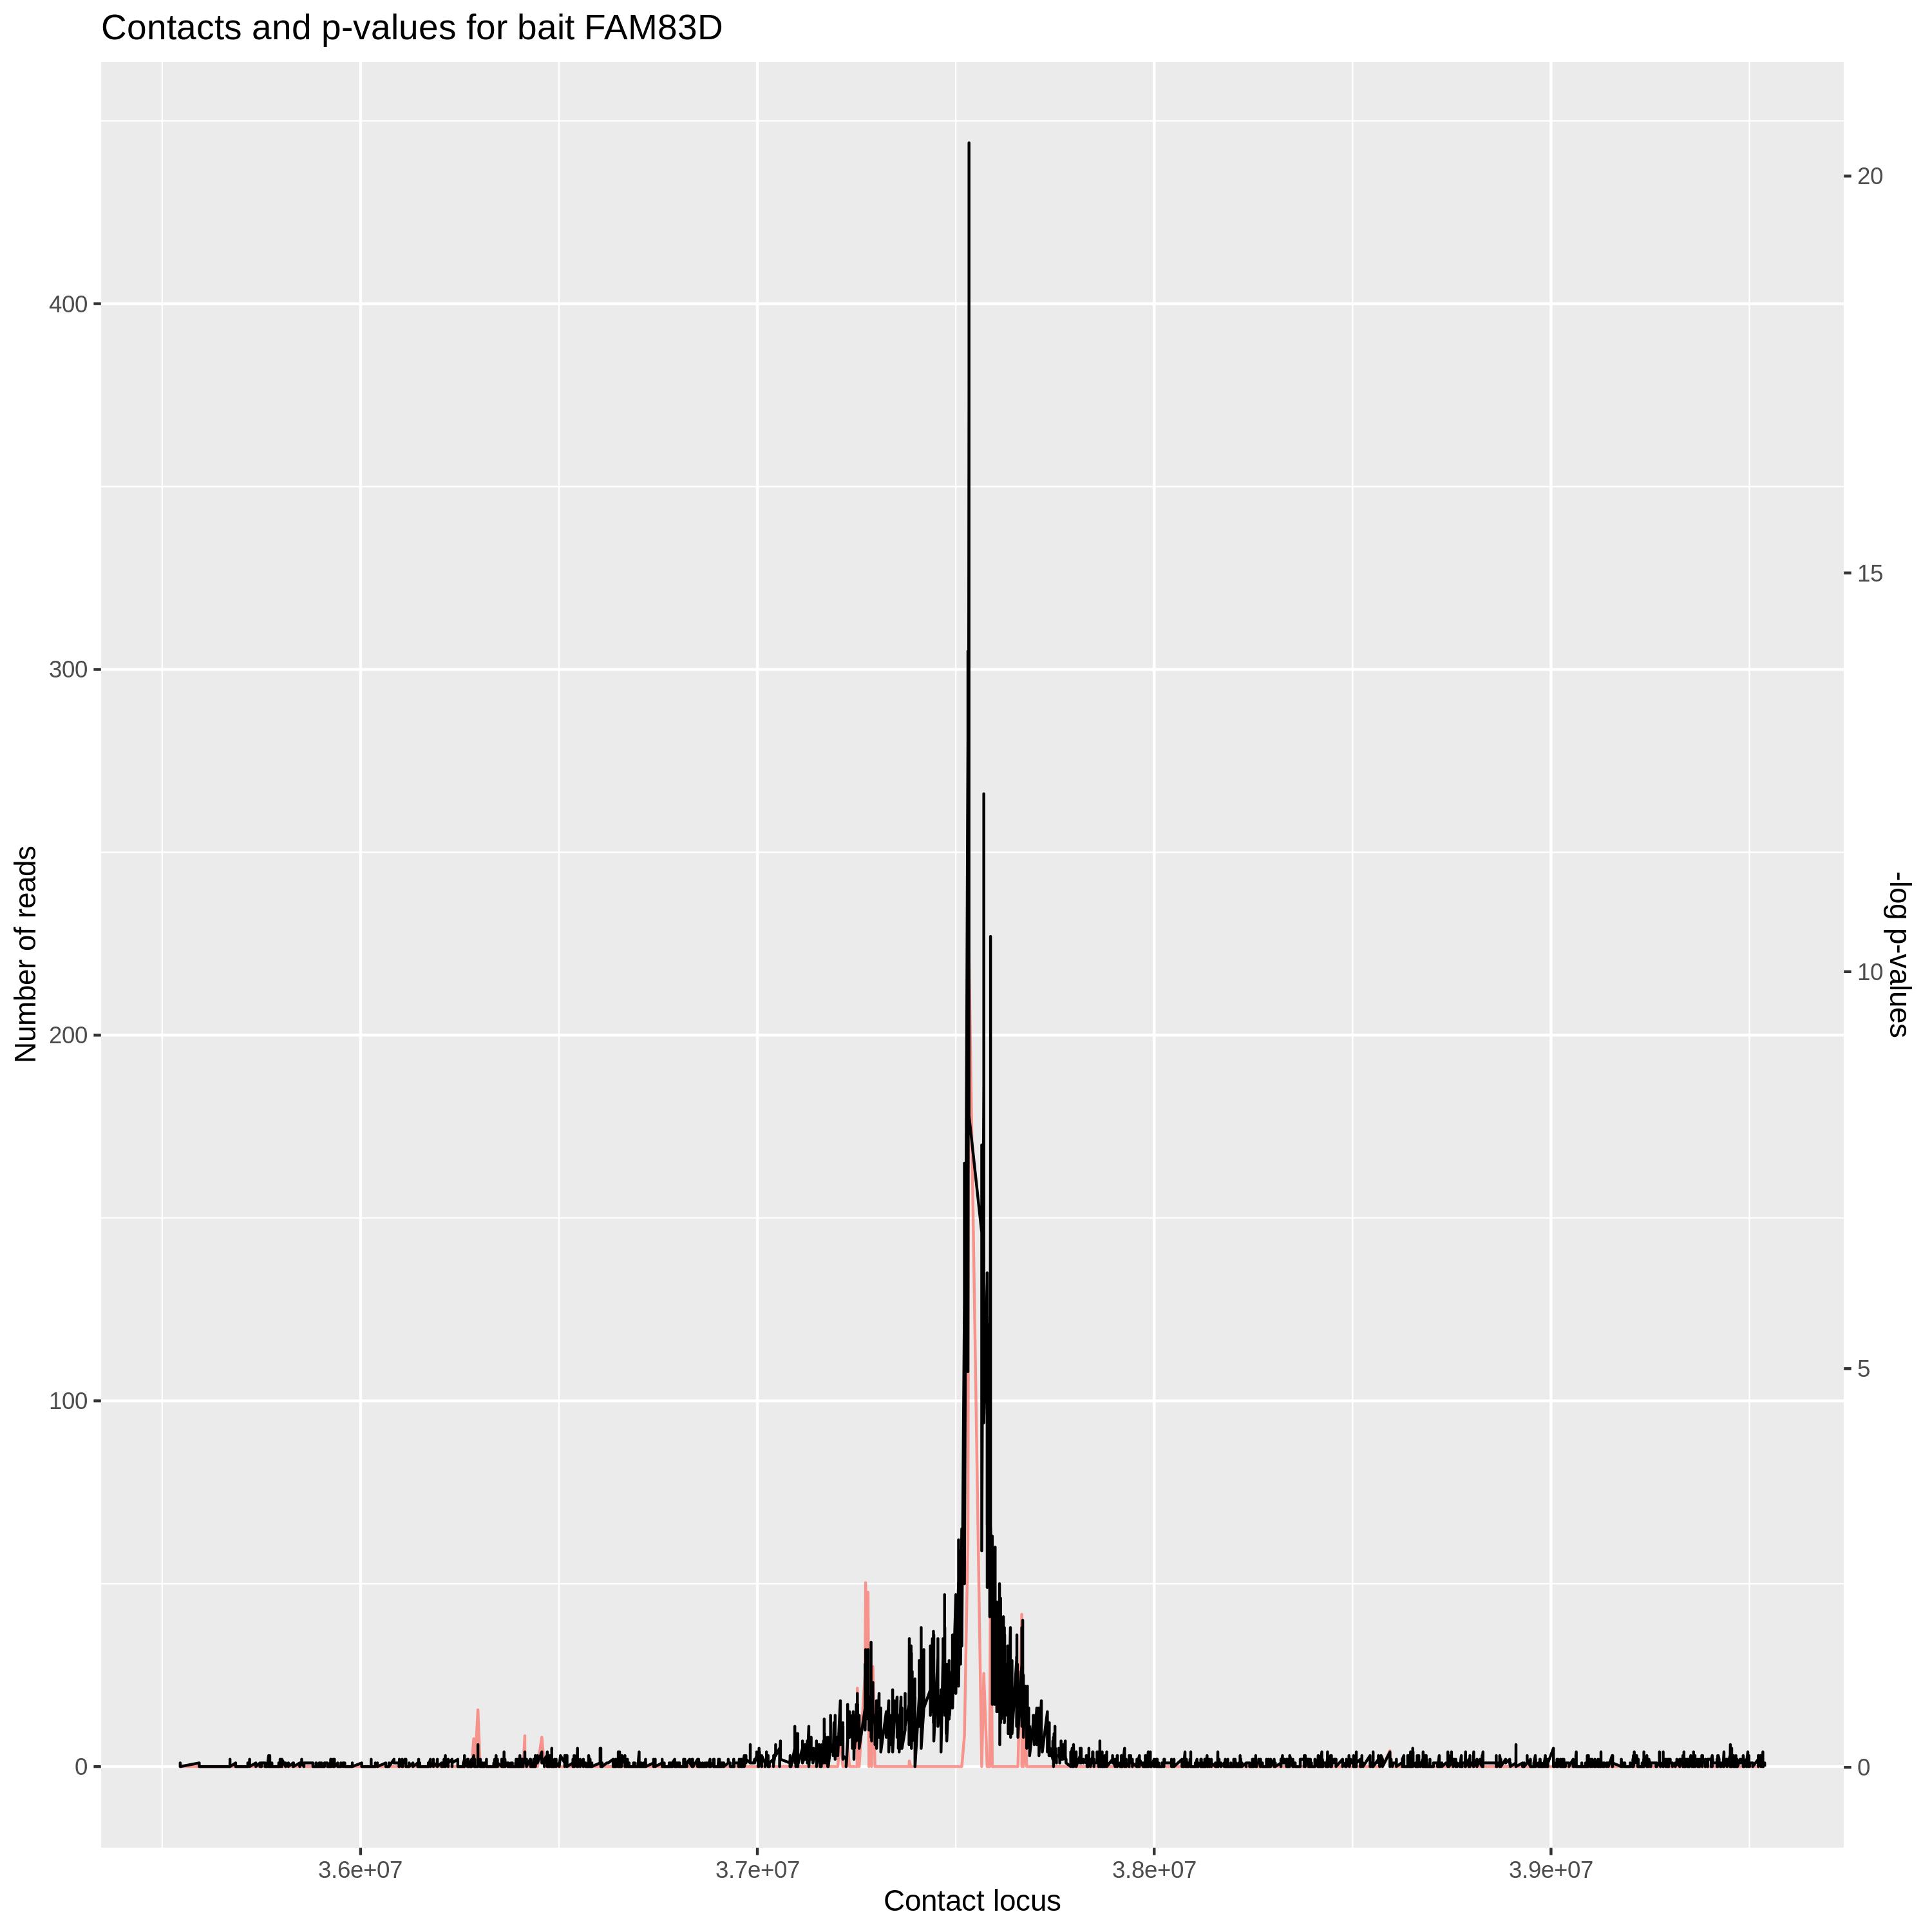 Contacts and p-values for bait FAM83D
20
400
15
300
10
200
5
100
0
0
Number of reads
-log p-values
3.6e+07 3.7e+07 3.8e+07 3.9e+07
Contact locus